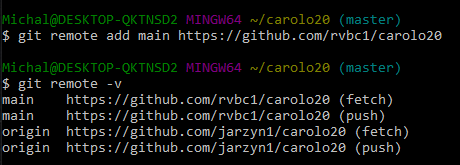 Michal@DESKTOP-QKTNSD2 MINGW64 ~/carolo20 (master)
$ git remote add main https://github.com/rvbc1/carolo20
Michal@DESKTOP-QKTNSD2 MINGW64 ~/carolo20 (master)
$ git remote -v
main    https://github.com/rvbc1/carolo20 (fetch)
main    https://github.com/rvbc1/carolo20 (push)
origin  https://github.com/jarzyn1/carolo20 (fetch)
origin  https://github.com/jarzyn1/carolo20 (push)